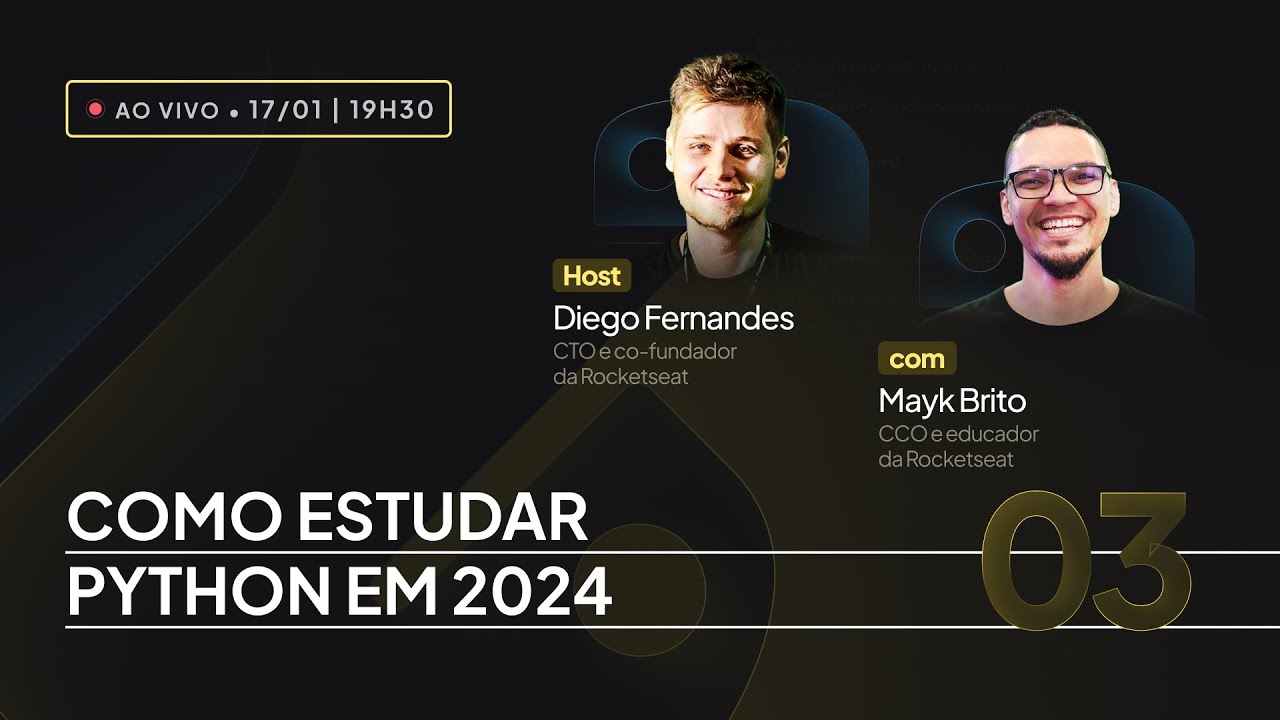 AO VIVO • 17/01 | 19H30
Host
Diego Fernandes
CTO e co-fundador
da Rocketseat
com
Mayk Brito
CCO e educador
da Rocketseat
COMO ESTUDAR
PYTHON EM 2024
03